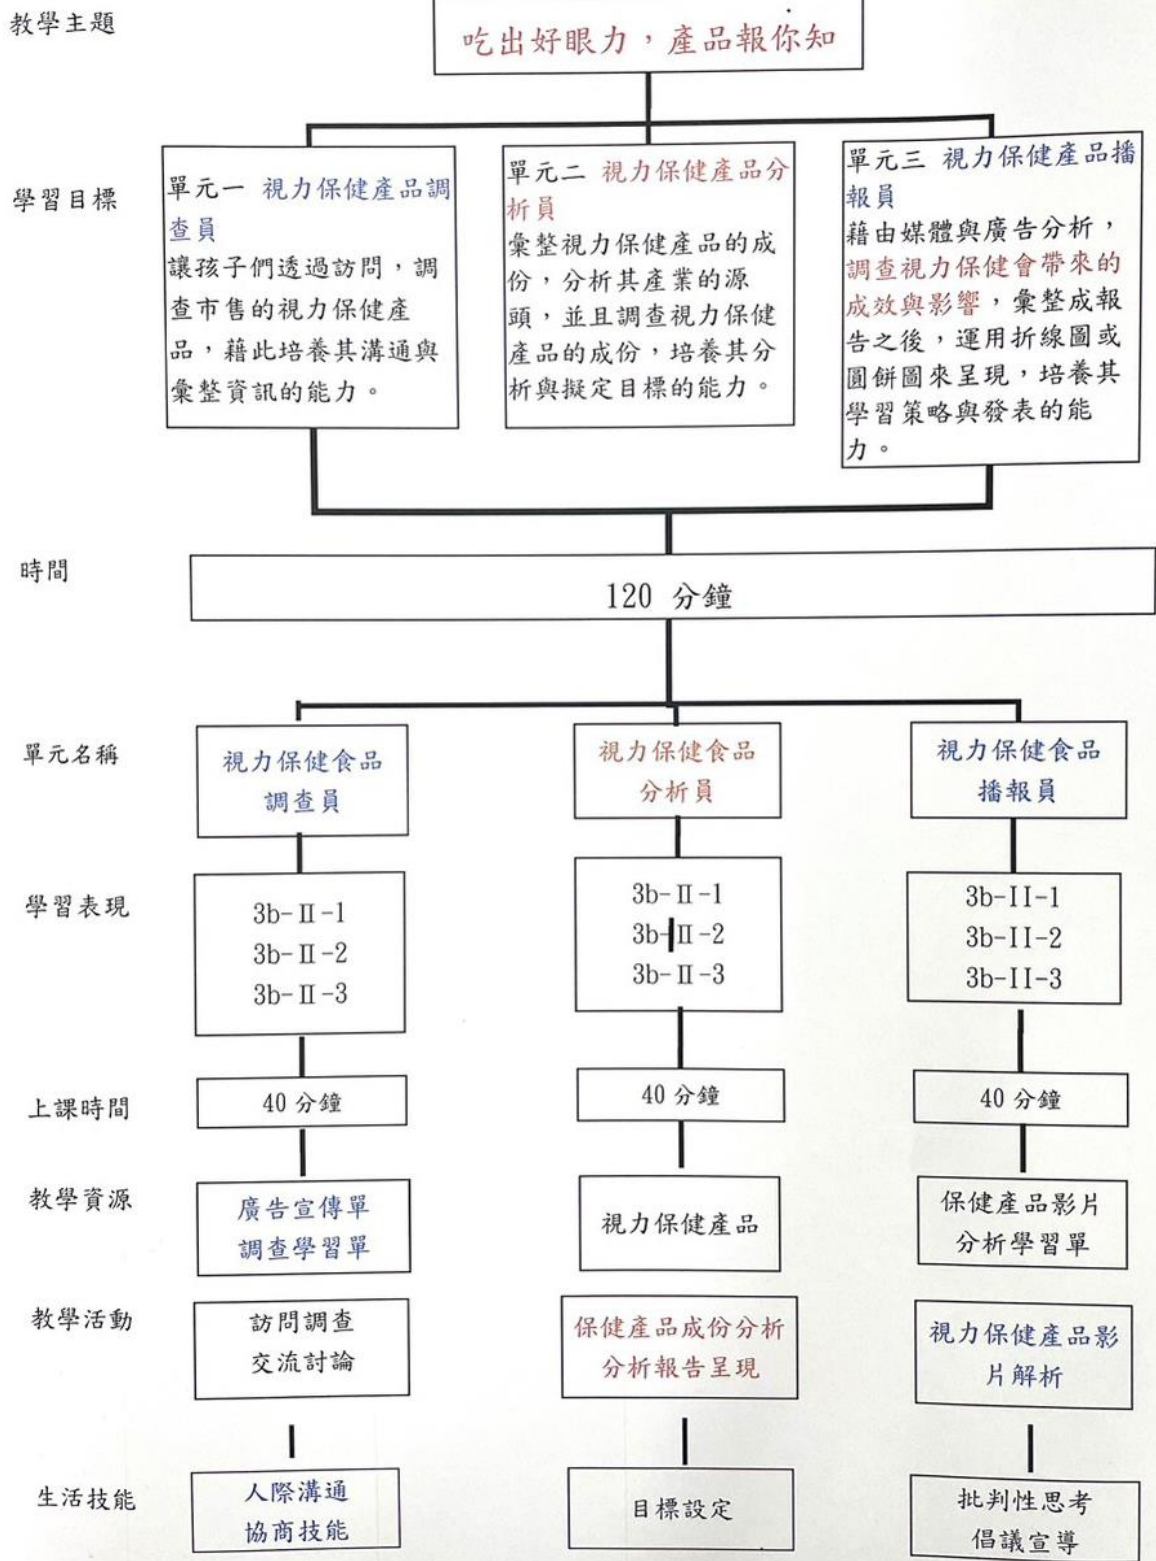 教學主題
吃出好眼力，產品報你知
學習目標
單元一 視力保健產品調
查員
讓孩子們透過訪問，調
查市售的視力保健產
品，藉此培養其溝通與
彙整資訊的能力。
單元二 視力保健產品分
析員
彙整視力保健產品的成
份，分析其產業的源
頭，並且調查視力保健
產品的成份，培養其分
析與擬定目標的能力。
單元三 視力保健產品播
報員
藉由媒體與廣告分析，
調查視力保健會帶來的
成效與影響，彙整成報
告之後，運用折線圖或
圓餅圖來呈現，培養其
學習策略與發表的能
力。
時間
120 分鐘
單元名稱
視力保健食品
調查員
視力保健食品
分析員
視力保健食品
播報員
學習表現
3b-Ⅱ-1
3b-Ⅱ-2
3b-Ⅱ-3
3b-Ⅱ-1
3b-Ⅱ-2
3b-Ⅱ-3
3b-II-1
3b-II-2
3b-II-3
上課時間
40 分鐘
40 分鐘
40 分鐘
教學資源
廣告宣傳單
調查學習單
視力保健產品
保健產品影片
分析學習單
教學活動
訪問調查
交流討論
保健產品成份分析
分析報告呈現
視力保健產品影
片解析
生活技能
人際溝通
協商技能
目標設定
批判性思考
倡議宣導